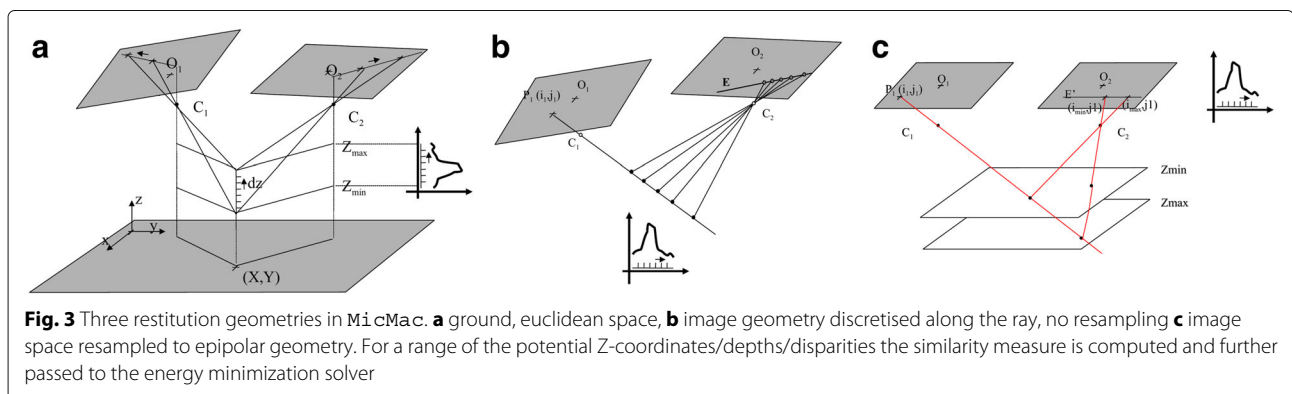 a
O1
O2
C1
C2
Zmax
Zmin
dz
z
x
y
(X,Y)
b
O1
P1 (i1,j1)
C1
O2
E
C2
c
O1
P1 (i1,j1)
C1
O2
E'
(imin,j1)
(imax,j1)
C2
Zmin
Zmax
Fig. 3 Three restitution geometries in MicMac. a ground, euclidean space, b image geometry discretised along the ray, no resampling c image
space resampled to epipolar geometry. For a range of the potential Z-coordinates/depths/disparities the similarity measure is computed and further
passed to the energy minimization solver